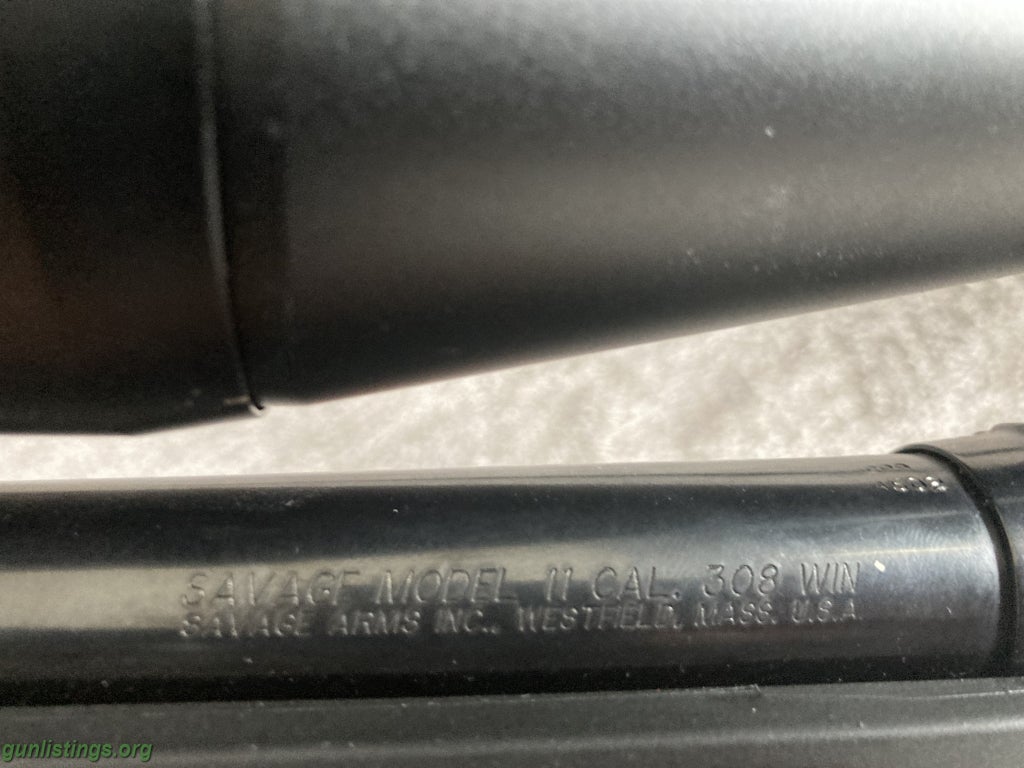 SAVAGE MODEL 11 CAL. 308 WIN
SAVAGE ARMS INC., WESTFIELD, MASS. U.S.A.
gunlistings.org